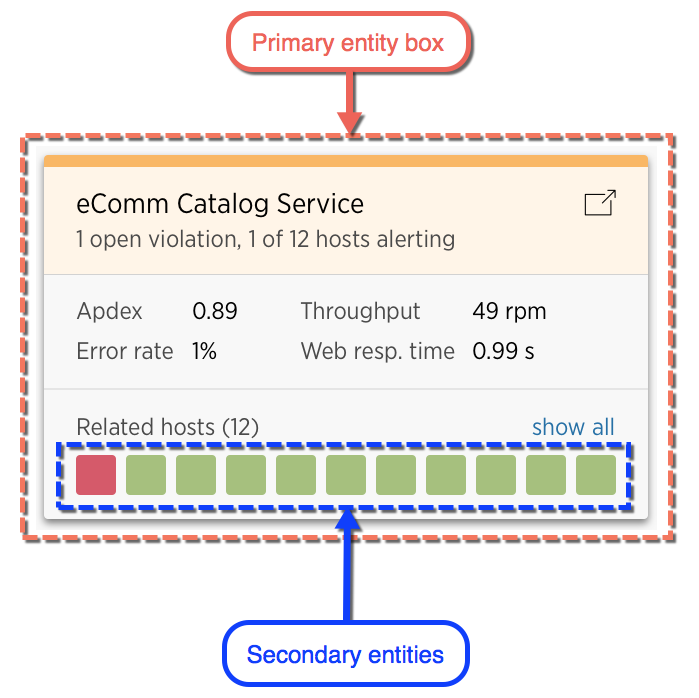 Primary entity box
eComm Catalog Service
1 open violation, 1 of 12 hosts alerting
Apdex 0.89 Throughput 49 rpm
Error rate 1% Web resp. time 0.99 s
Related hosts (12) show all
Secondary entities